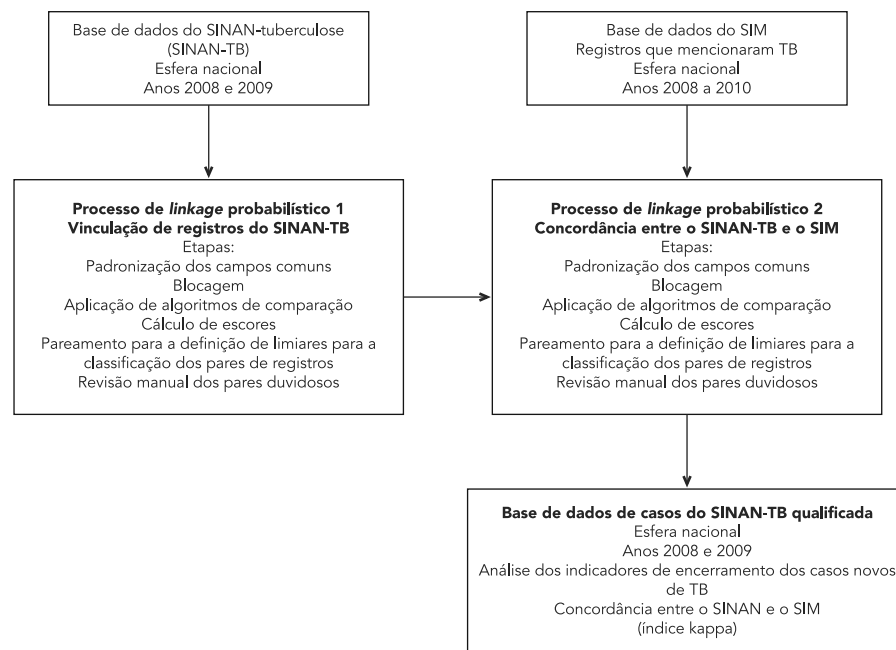 Base de dados do SINAN-tuberculose
(SINAN-TB)
Esfera nacional
Anos 2008 e 2009
Base de dados do SIM
Registros que mencionaram TB
Esfera nacional
Anos 2008 a 2010
Processo de linkage probabilístico 1
Vinculação de registros do SINAN-TB
Etapas:
Padronização dos campos comuns
Blocagem
Aplicação de algoritmos de comparação
Cálculo de escores
Pareamento para a definição de limiares para a
classificação dos pares de registros
Revisão manual dos pares duvidosos
Processo de linkage probabilístico 2
Concordância entre o SINAN-TB e o SIM
Etapas:
Padronização dos campos comuns
Blocagem
Aplicação de algoritmos de comparação
Cálculo de escores
Pareamento para a definição de limiares para a
classificação dos pares de registros
Revisão manual dos pares duvidosos
Base de dados de casos do SINAN-TB qualificada
Esfera nacional
Anos 2008 e 2009
Análise dos indicadores de encerramento dos casos novos
de TB
Concordância entre o SINAN e o SIM
(índice kappa)